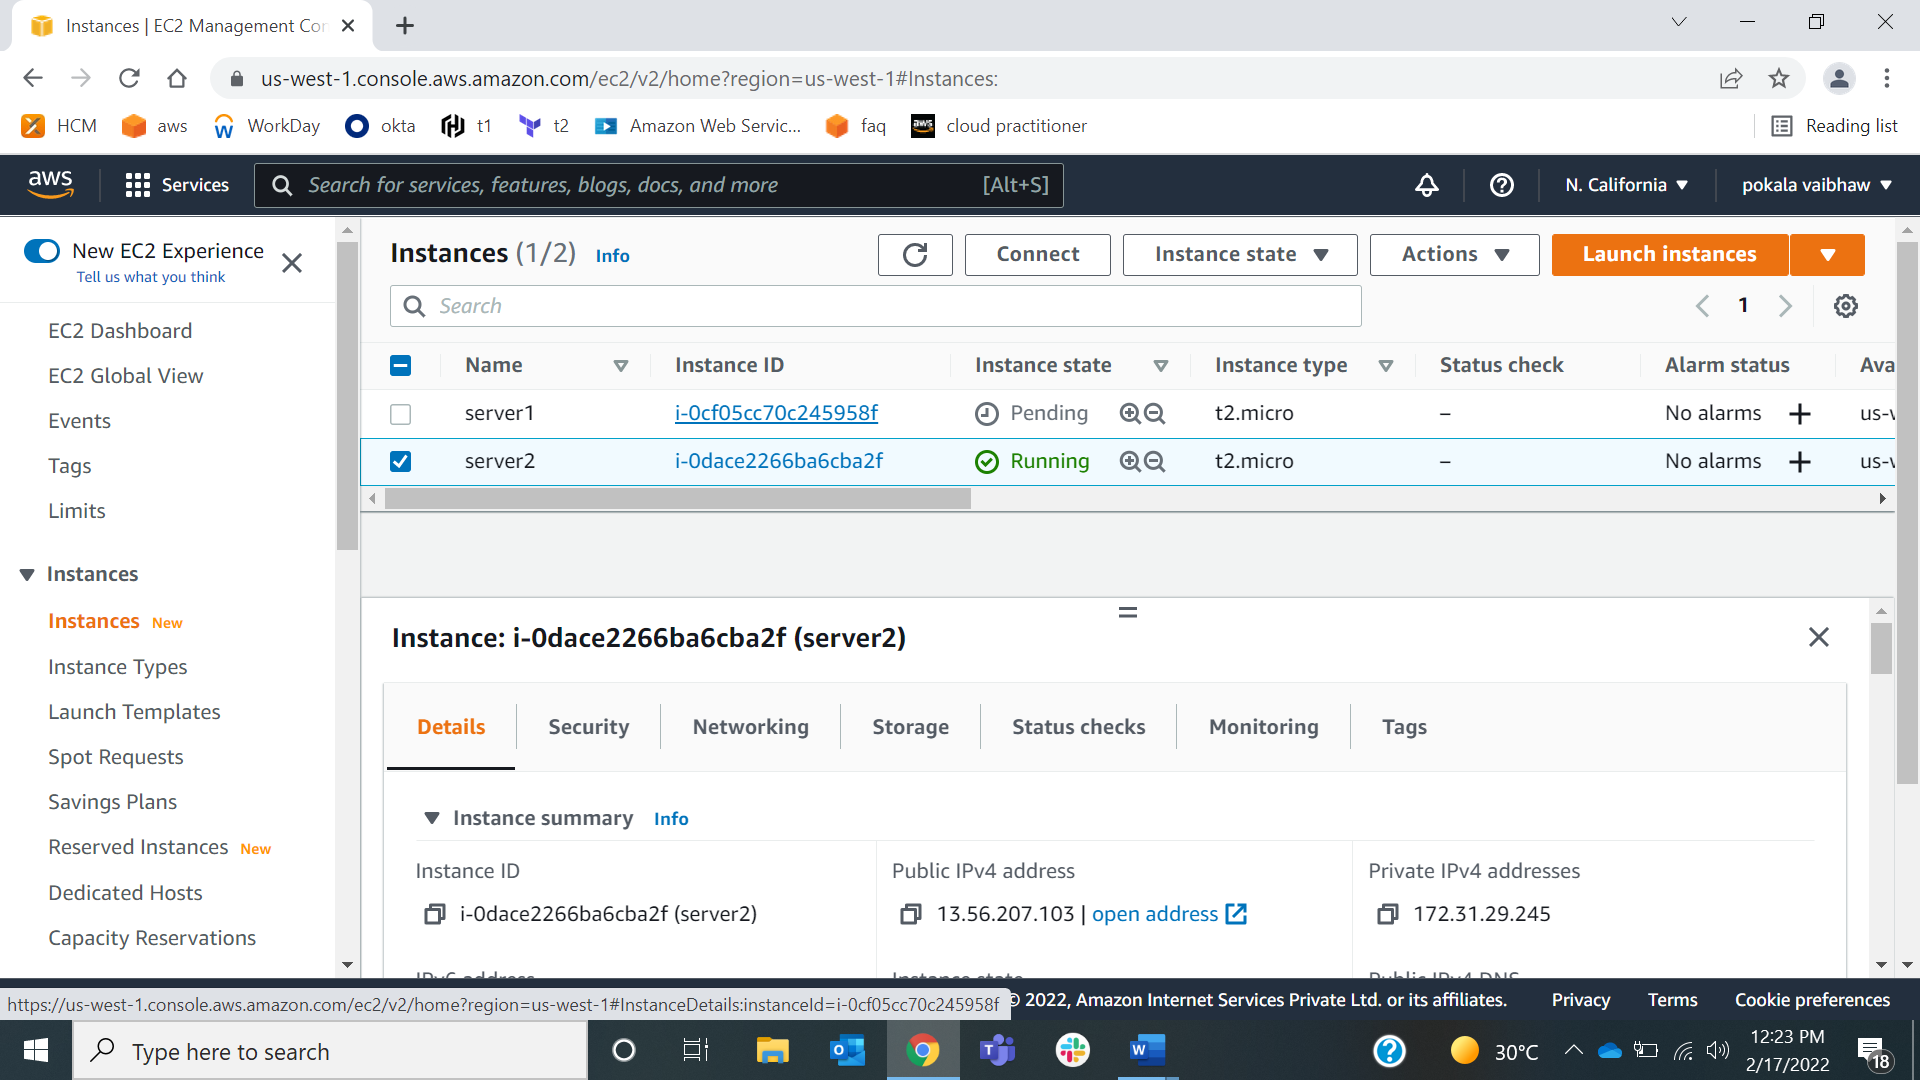 Instances | EC2 Management Con
us-west-1.console.aws.amazon.com/ec2/v2/home?region=us-west-1#Instances:
HCM aws WorkDay okta t1 t2 Amazon Web Servic... faq cloud practitioner Reading list
aws Services Search for services, features, blogs, docs, and more [Alt+S] N. California pokala vaibhaw
New EC2 Experience
Tell us what you think
EC2 Dashboard
EC2 Global View
Events
Tags
Limits
Instances
Instances New
Instance Types
Launch Templates
Spot Requests
Savings Plans
Reserved Instances New
Dedicated Hosts
Capacity Reservations
Instances (1/2) Info Connect Instance state Actions Launch instances
Search 1
Name Instance ID Instance state Instance type Status check Alarm status Ava
server1 i-0cf05cc70c245958f Pending t2.micro – No alarms us-w
server2 i-0dace2266ba6cba2f Running t2.micro – No alarms us-w
Instance: i-0dace2266ba6cba2f (server2)
Details Security Networking Storage Status checks Monitoring Tags
Instance summary Info
Instance ID Public IPv4 address Private IPv4 addresses
i-0dace2266ba6cba2f (server2) 13.56.207.103 | open address 172.31.29.245
IPv6 address Instance state Public IPv4 DNS
https://us-west-1.console.aws.amazon.com/ec2/v2/home?region=us-west-1#InstanceDetails:instanceId=i-0cf05cc70c245958f © 2022, Amazon Internet Services Private Ltd. or its affiliates. Privacy Terms Cookie preferences
Type here to search 30°C 12:23 PM
2/17/2022 18